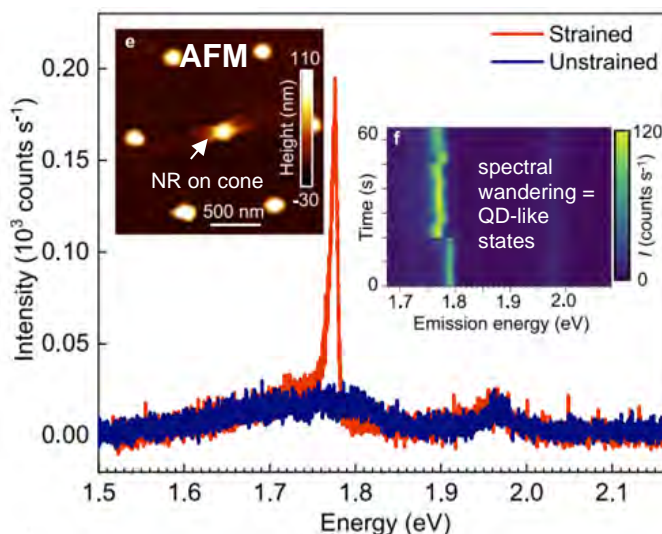 Intensity (10³ counts s⁻¹)
0.20
0.15
0.10
0.05
0.00
1.5
1.6
1.7
1.8
1.9
2.0
2.1
Energy (eV)
Strained
Unstrained
e
AFM
110
Height (nm)
-30
NR on cone
500 nm
f
60
Time (s)
0
spectral
wandering =
QD-like
states
120
I (counts s⁻¹)
0
1.7
1.8
1.9
2.0
Emission energy (eV)